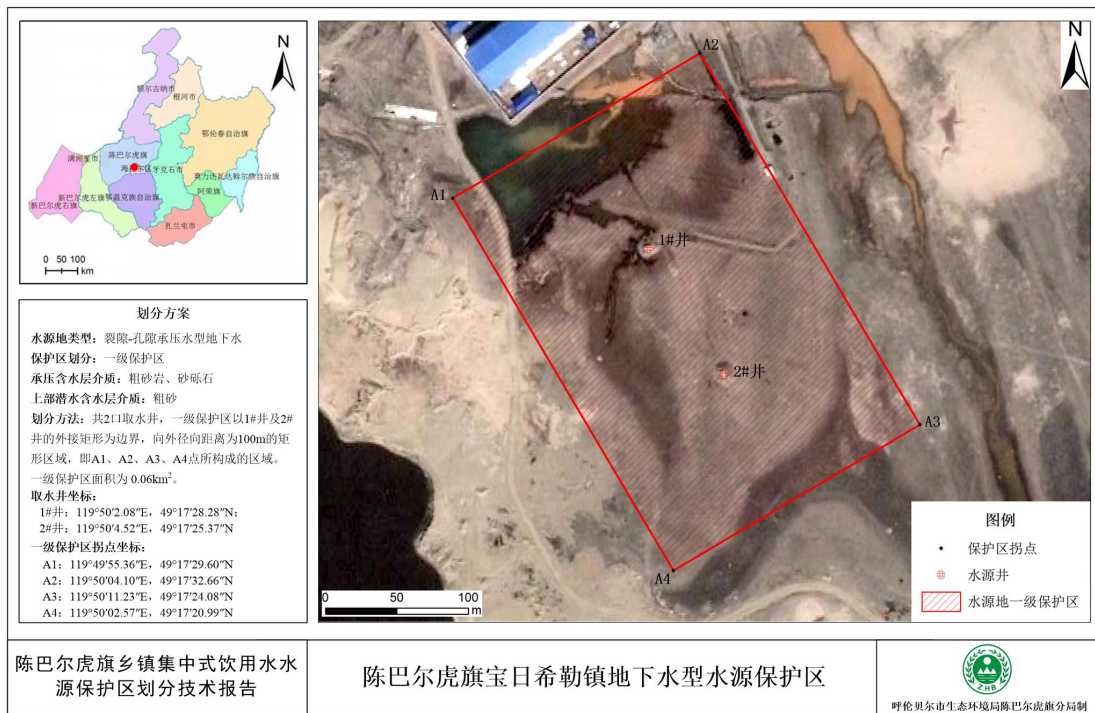 N
额尔古纳市
根河市
鄂伦春自治旗
满洲里市
陈巴尔虎旗
海拉尔区
牙克石市
莫力达瓦达斡尔族自治旗
新巴尔虎左旗
鄂温克族自治旗
阿荣旗
新巴尔虎右旗
扎兰屯市
0 50 100
km
划分方案
水源地类型：裂隙-孔隙承压水型地下水
保护区划分：一级保护区
承压含水层介质：粗砂岩、砂砾石
上部潜水含水层介质：粗砂
划分方法：共2口取水井，一级保护区以1#井及2#
井的外接矩形为边界，向外径向距离为100m的矩
形区域，即A1、A2、A3、A4点所构成的区域。
一级保护区面积为 0.06km²。
取水井坐标：
1#井：119°50′2.08″E，49°17′28.28″N；
2#井：119°50′4.52″E，49°17′25.37″N
一级保护区拐点坐标：
A1：119°49′55.36″E，49°17′29.60″N
A2：119°50′04.10″E，49°17′32.66″N
A3：119°50′11.23″E，49°17′24.08″N
A4：119°50′02.57″E，49°17′20.99″N
A2
N
A1
1#井
2#井
A3
A4
0 50 100
m
图例
保护区拐点
水源井
水源地一级保护区
陈巴尔虎旗乡镇集中式饮用水水
源保护区划分技术报告
陈巴尔虎旗宝日希勒镇地下水型水源保护区
ZHB
呼伦贝尔市生态环境局陈巴尔虎旗分局制